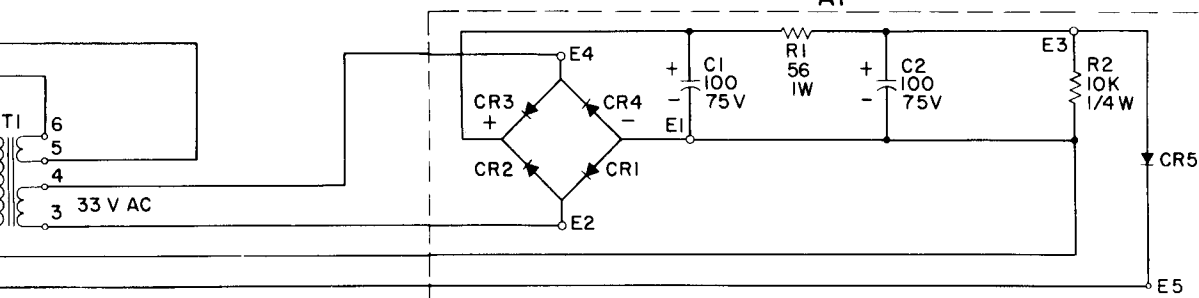 A1
E4
CR3
+
CR4
-
CR2
CR1
E2
E1
+
-
C1
100
75V
R1
56
1W
+
-
C2
100
75V
E3
R2
10K
1/4W
CR5
E5
T1
6
5
4
3
33 V AC